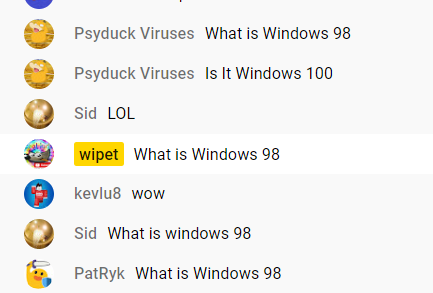 Psyduck Viruses What is Windows 98
Psyduck Viruses Is It Windows 100
Sid LOL
wipet What is Windows 98
kevlu8 wow
Sid What is windows 98
PatRyk What is Windows 98